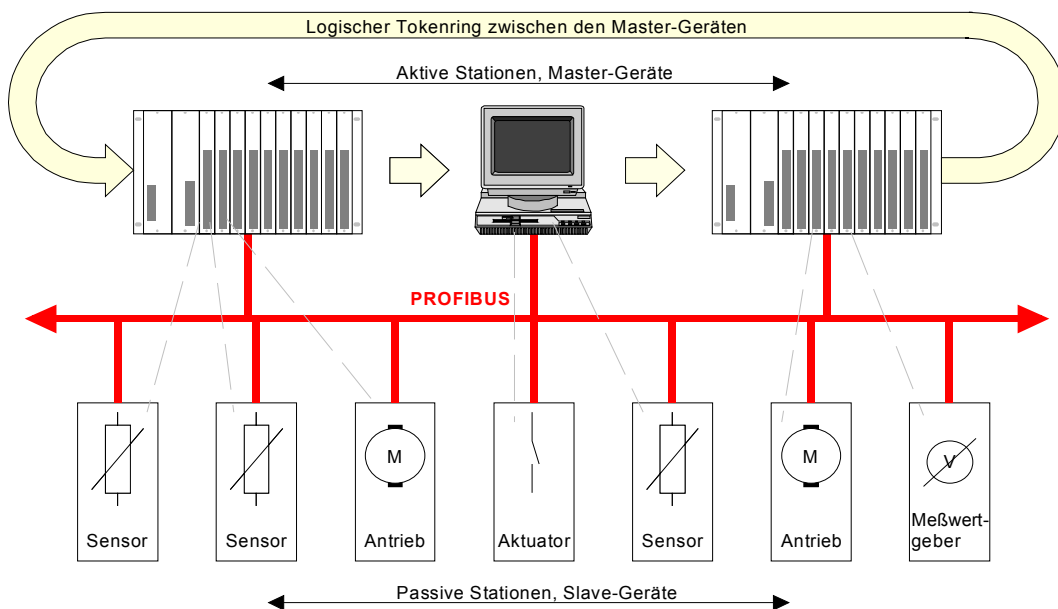 Logischer Tokenring zwischen den Master-Geräten
Aktive Stationen, Master-Geräte
PROFIBUS
M
M
V
Sensor
Sensor
Antrieb
Aktuator
Sensor
Antrieb
Meßwert-
geber
Passive Stationen, Slave-Geräte